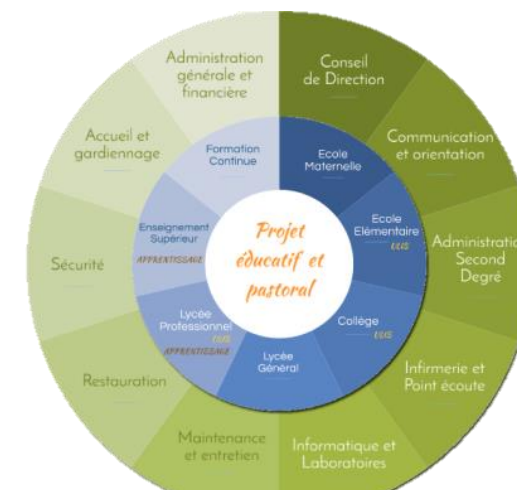 Administration
générale et
financière
Conseil
de Direction
Communication
et orientation
Administratio
Second
Degré
Infirmerie et
Point écoute
Informatique et
Laboratoires
Maintenance
et entretien
Restauration
Sécurité
Accueil et
gardiennage
Formation
Continue
Ecole
Maternelle
Ecole
Elémentaire
ULIS
Collège
ULIS
Lycée
Général
Lycée
Professionnel
ULIS
APPRENTISSAGE
Enseignement
Supérieur
APPRENTISSAGE
Projet
éducatif et
pastoral